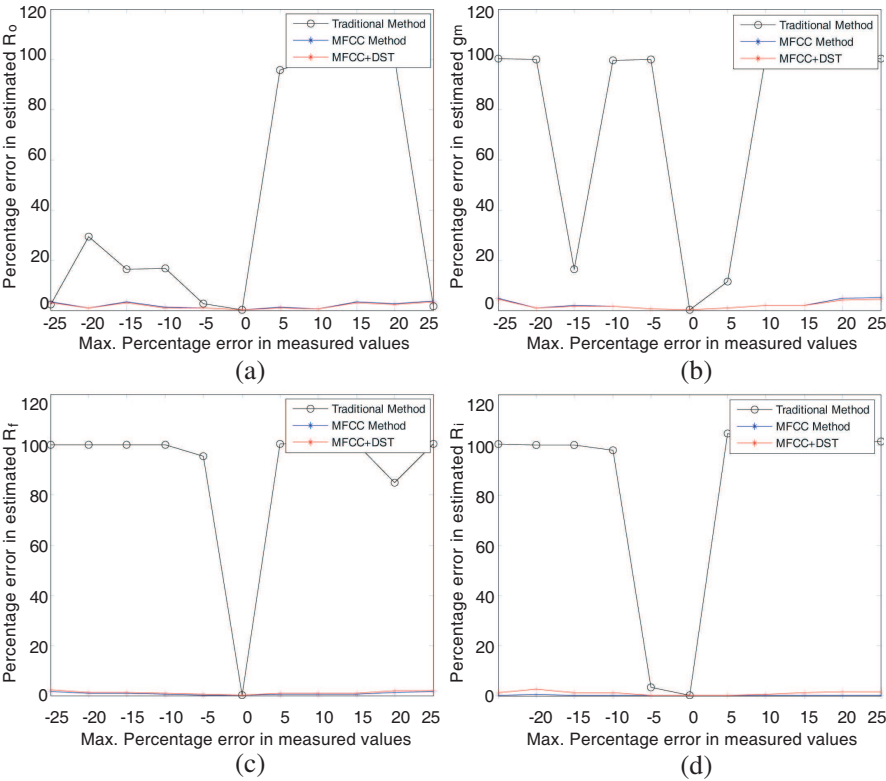 120
100
80
60
40
20
0
Percentage error in estimated Ro
Traditional Method
MFCC Method
MFCC+DST
-25 -20 -15 -10 -5 0 5 10 15 20 25
Max. Percentage error in measured values
(a)
120
100
80
60
40
20
0
Percentage error in estimated gm
Traditional Method
MFCC Method
MFCC+DST
-25 -20 -15 -10 -5 0 5 10 15 20 25
Max. Percentage error in measured values
(b)
120
100
80
60
40
20
0
Percentage error in estimated Rf
Traditional Method
MFCC Method
MFCC+DST
-25 -20 -15 -10 -5 0 5 10 15 20 25
Max. Percentage error in measured values
(c)
120
100
80
60
40
20
0
Percentage error in estimated Ri
Traditional Method
MFCC Method
MFCC+DST
-20 -15 -10 -5 0 5 10 15 20 25
Max. Percentage error in measured values
(d)